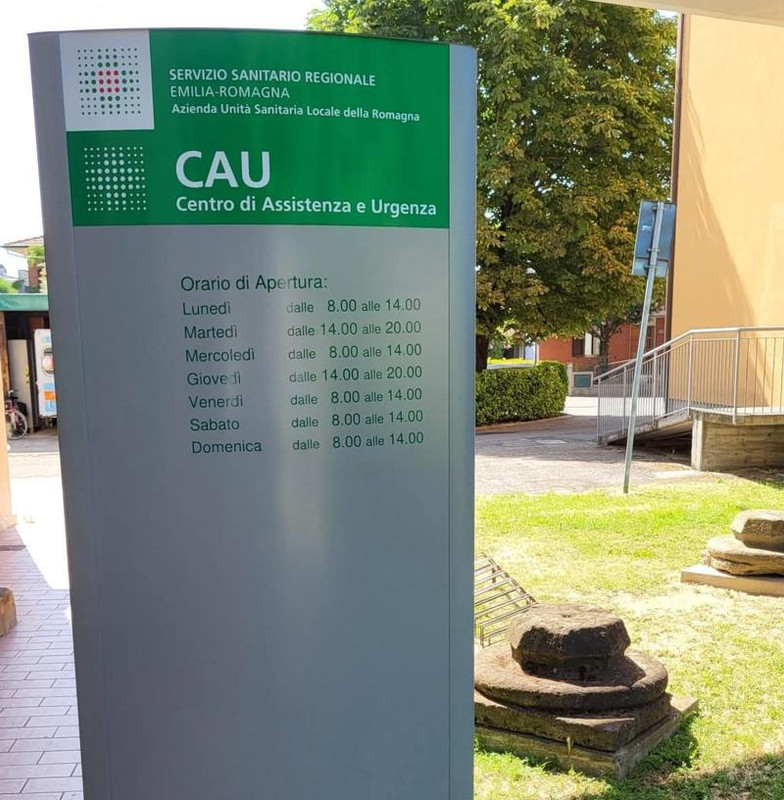 SERVIZIO SANITARIO REGIONALE
EMILIA-ROMAGNA
Azienda Unità Sanitaria Locale della Romagna
CAU
Centro di Assistenza e Urgenza
Orario di Apertura:
Lunedì dalle 8.00 alle 14.00
Martedì dalle 14.00 alle 20.00
Mercoledì dalle 8.00 alle 14.00
Giovedì dalle 14.00 alle 20.00
Venerdì dalle 8.00 alle 14.00
Sabato dalle 8.00 alle 14.00
Domenica dalle 8.00 alle 14.00